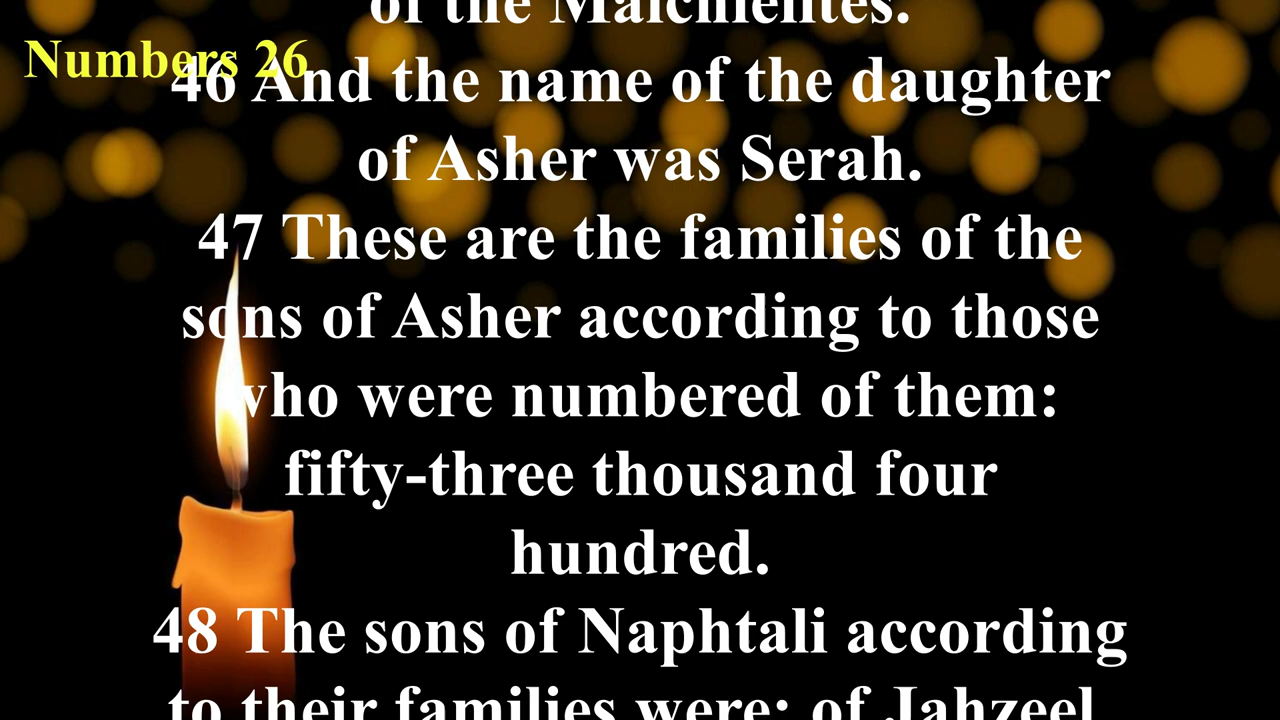 of the Malchielites.
Numbers 26
46 And the name of the daughter
of Asher was Serah.
47 These are the families of the
sons of Asher according to those
who were numbered of them:
fifty-three thousand four
hundred.
48 The sons of Naphtali according
to their families were: of Jahzeel,